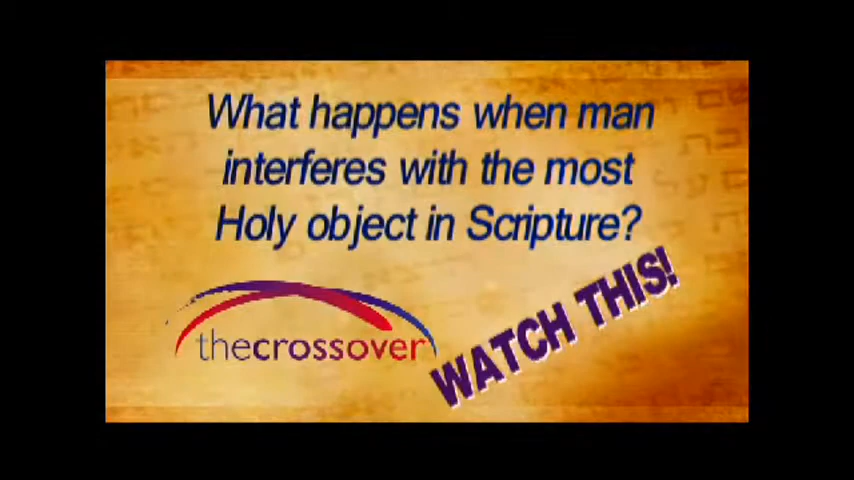 What happens when man
interferes with the most
Holy object in Scripture?
WATCH THIS!
thecrossover